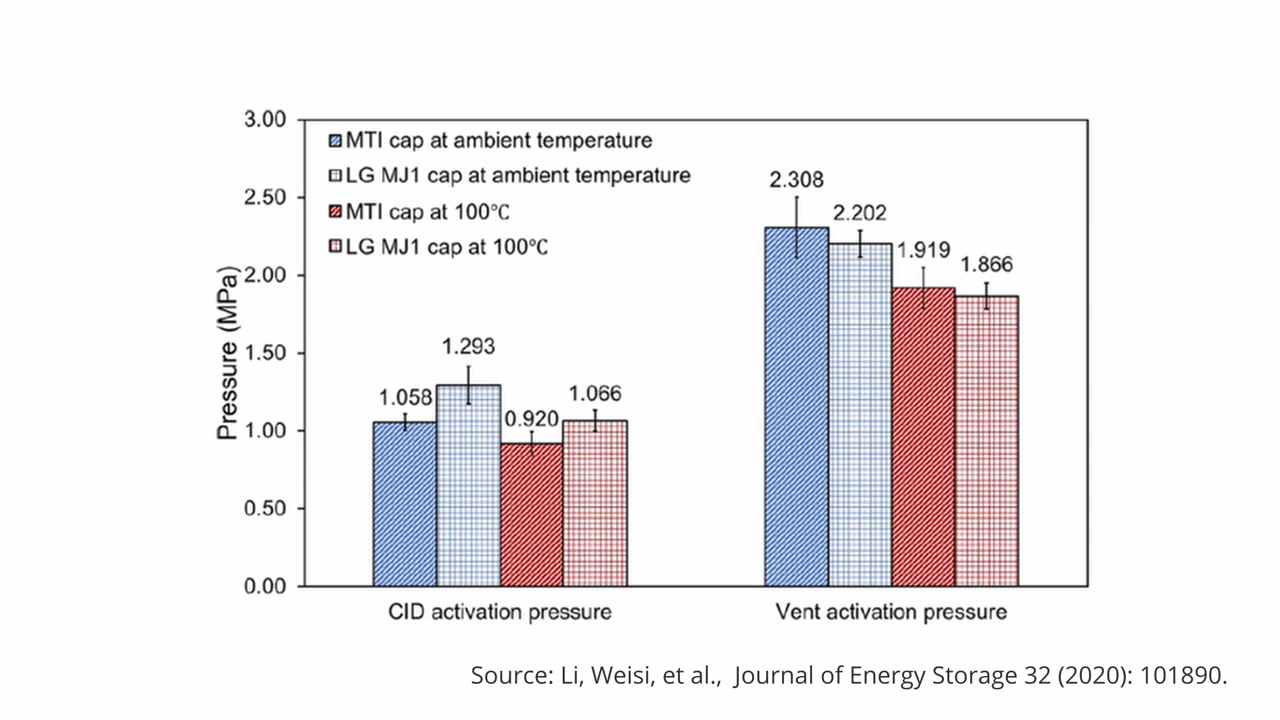 3.00
MTI cap at ambient temperature
2.308
2.50
LG MJ1 cap at ambient temperature
2.202
MTI cap at 100°C
1.919
LG MJ1 cap at 100°C
1.866
2.00
Pressure (MPa)
1.50
1.293
1.058
1.066
0.920
1.00
0.50
0.00
CID activation pressure
Vent activation pressure
Source: Li, Weisi, et al., Journal of Energy Storage 32 (2020): 101890.